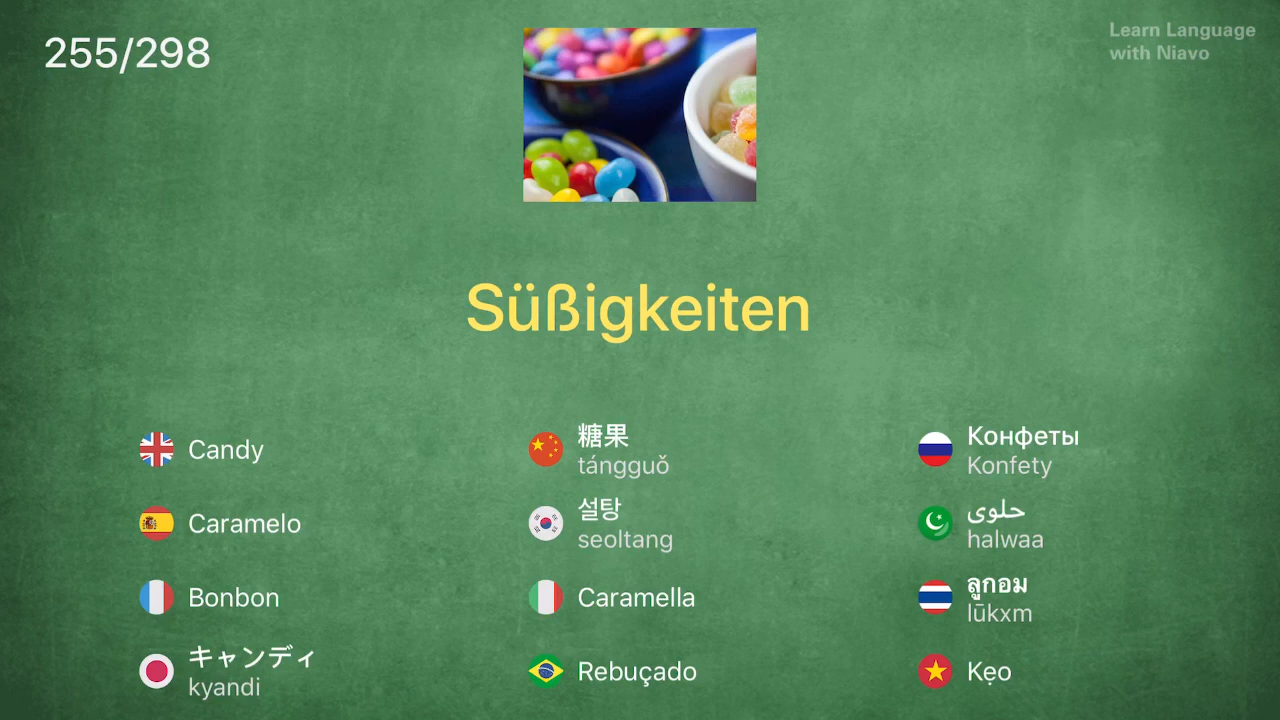 255/298
Learn Language
with Niavo
Süßigkeiten
Candy
糖果
tángguǒ
Конфеты
Konfety
Caramelo
설탕
seoltang
حلوى
halwaa
Bonbon
Caramella
ลูกอม
lūkxm
キャンディ
kyandi
Rebuçado
Kẹo